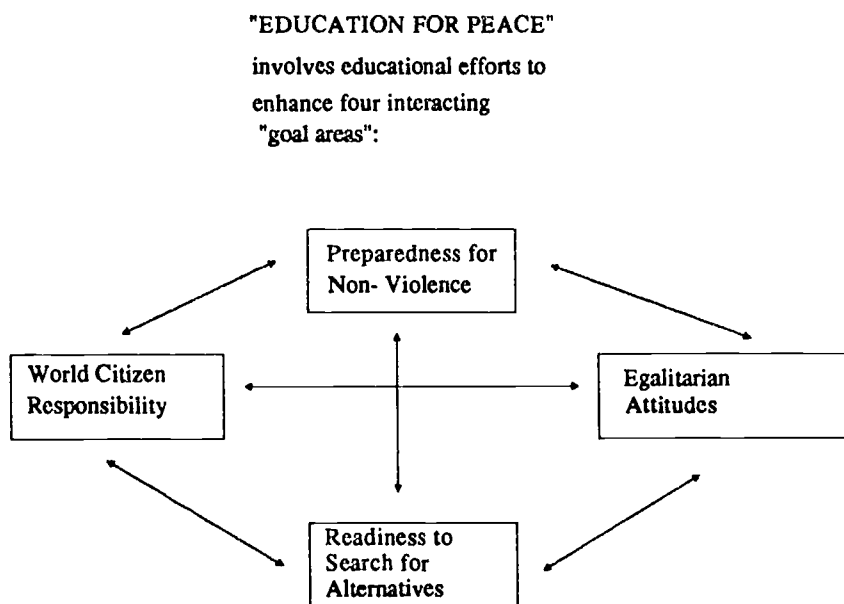 "EDUCATION FOR PEACE"
involves educational efforts to
enhance four interacting
"goal areas":
Preparedness for
Non- Violence
World Citizen
Responsibility
Egalitarian
Attitudes
Readiness to
Search for
Alternatives